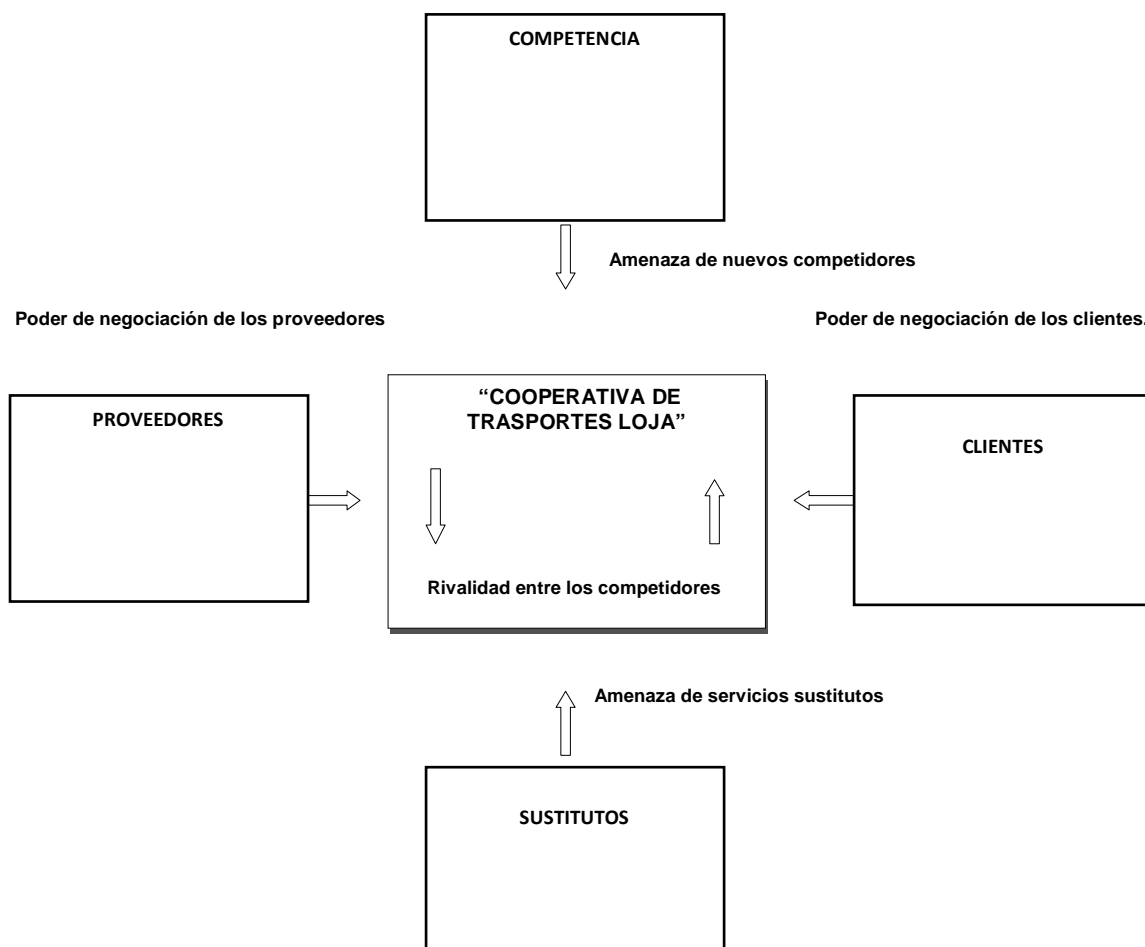 COMPETENCIA
Amenaza de nuevos competidores
Poder de negociación de los proveedores
Poder de negociación de los clientes.
PROVEEDORES
“COOPERATIVA DE
TRASPORTES LOJA”
CLIENTES
Rivalidad entre los competidores
Amenaza de servicios sustitutos
SUSTITUTOS